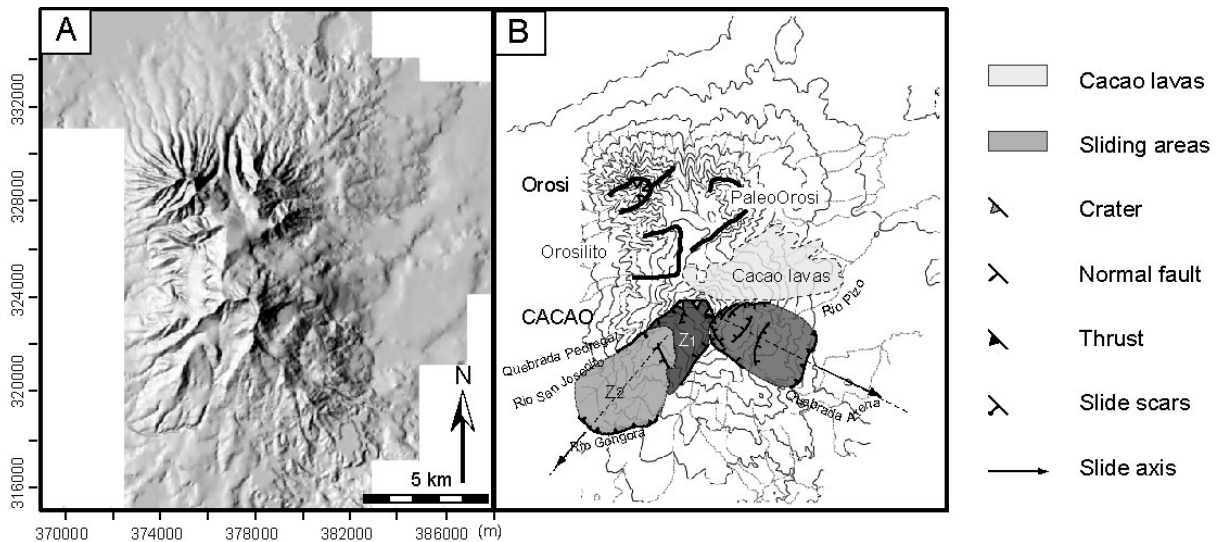 A
332000
328000
324000
320000
316000
N
5 km
370000
374000
378000
382000
386000
(m)
B
Orosi
PaleoOrosi
Orosilito
Cacao lavas
CACAO
Rio Pizo
Z1
Quebrada Pedregal
Rio San Josecito
Z2
Quebrada Arena
Rio Gongora
Cacao lavas
Sliding areas
Crater
Normal fault
Thrust
Slide scars
Slide axis